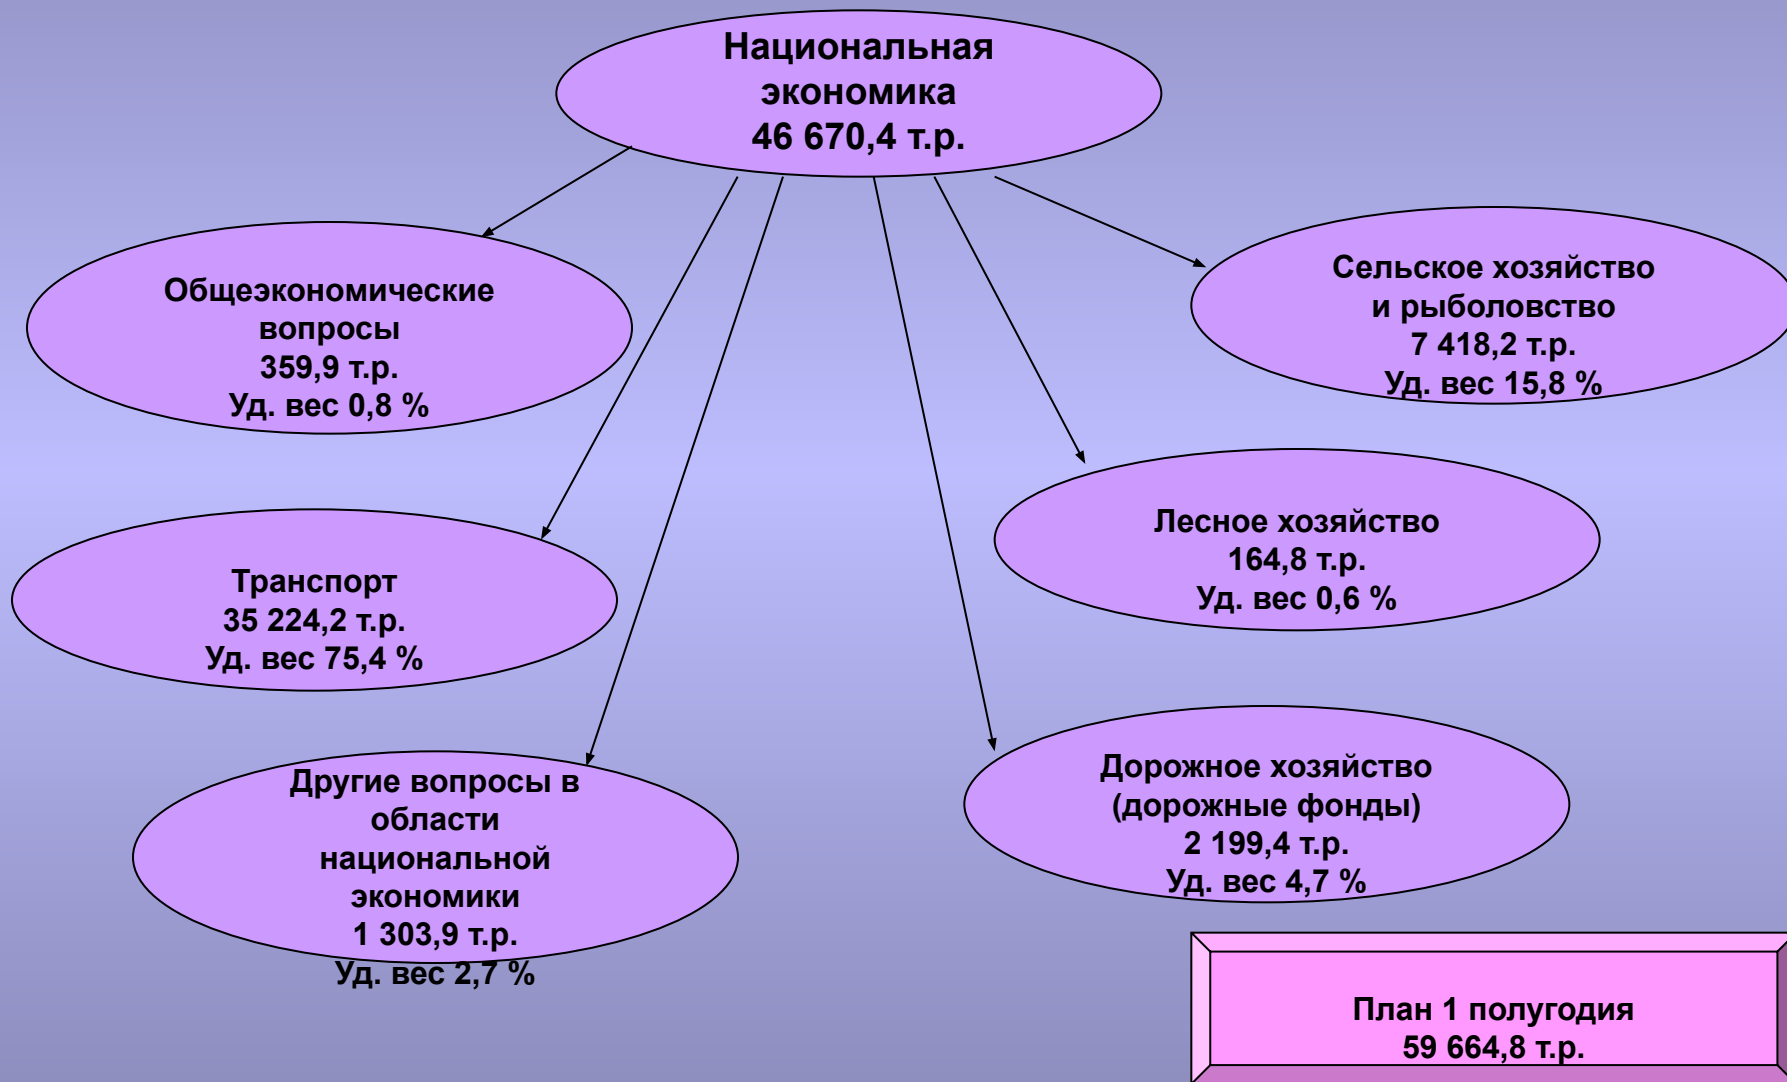 Национальная
экономика
46 670,4 т.р.
Общеэкономические
вопросы
359,9 т.р.
Уд. вес 0,8 %
Сельское хозяйство
и рыболовство
7 418,2 т.р.
Уд. вес 15,8 %
Транспорт
35 224,2 т.р.
Уд. вес 75,4 %
Лесное хозяйство
164,8 т.р.
Уд. вес 0,6 %
Другие вопросы в
области
национальной
экономики
1 303,9 т.р.
Уд. вес 2,7 %
Дорожное хозяйство
(дорожные фонды)
2 199,4 т.р.
Уд. вес 4,7 %
План 1 полугодия
59 664,8 т.р.